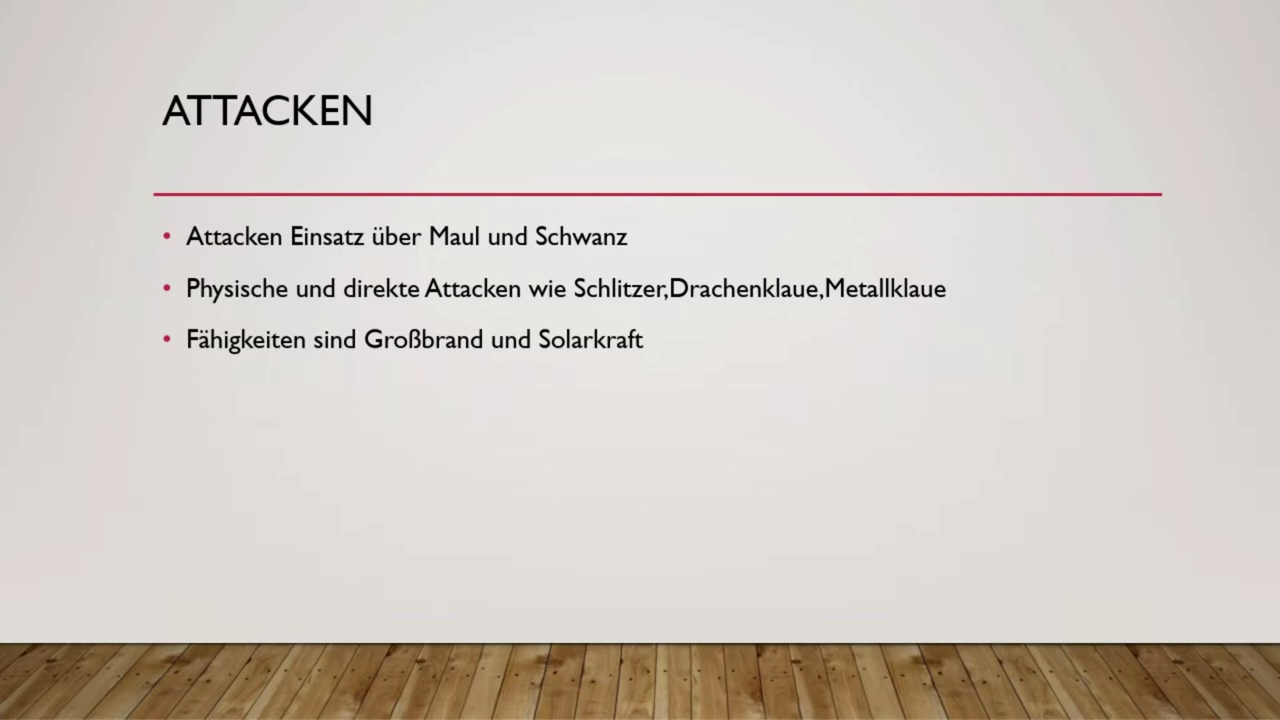 ATTACKEN
• Attacken Einsatz über Maul und Schwanz
• Physische und direkte Attacken wie Schlitzer,Drachenklaue,Metallklaue
• Fähigkeiten sind Großbrand und Solarkraft